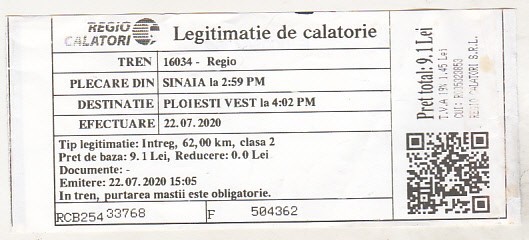 REGIO
CALATORI
Legitimatie de calatorie
TREN 16034 - Regio
PLECARE DIN SINAIA la 2:59 PM
DESTINATIE PLOIESTI VEST la 4:02 PM
EFECTUARE 22.07.2020
Tip legitimatie: Intreg, 62,00 km, clasa 2
Pret de baza: 9.1 Lei, Reducere: 0.0 Lei
Documente: -
Emitere: 22.07.2020 15:05
In tren, purtarea mastii este obligatorie.
RCB254 33768 F 504362
Pret total: 9.1 Lei
T.V.A 19% 1.45 Lei
REGIO CALATORI S.R.L.